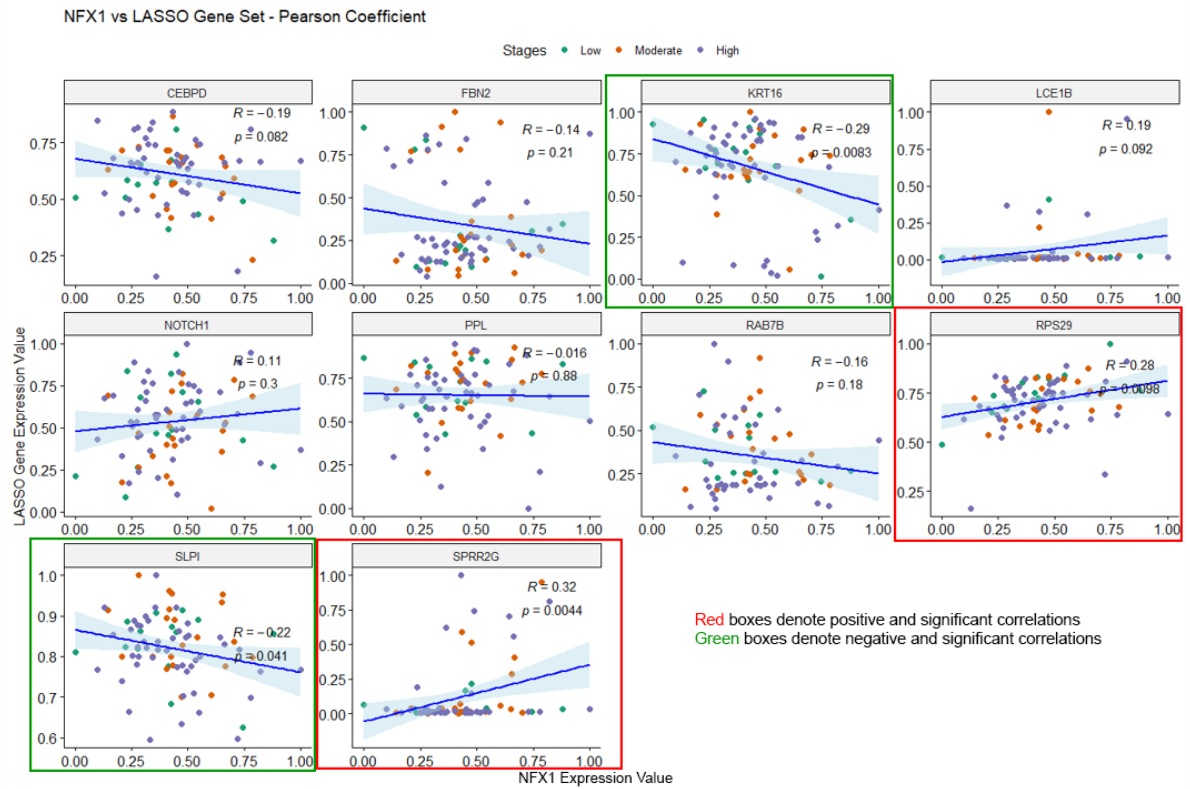 NFX1 vs LASSO Gene Set - Pearson Coefficient
Stages Low Moderate High
CEBPD FBN2 KRT16 LCE1B
R = −0.19
p = 0.082
0.75
0.50
0.25
0.00 0.25 0.50 0.75 1.00
R = −0.14
p = 0.21
1.00
0.75
0.50
0.25
0.00
0.00 0.25 0.50 0.75 1.00
R = −0.29
p = 0.0083
1.00
0.75
0.50
0.25
0.00
0.00 0.25 0.50 0.75 1.00
R = 0.19
p = 0.092
1.00
0.75
0.50
0.25
0.00
0.00 0.25 0.50 0.75 1.00
NOTCH1 PPL RAB7B RPS29
R = 0.11
p = 0.3
1.00
0.75
0.50
0.25
0.00
0.00 0.25 0.50 0.75 1.00
R = −0.016
p = 0.88
0.75
0.50
0.25
0.00
0.00 0.25 0.50 0.75 1.00
R = −0.16
p = 0.18
1.00
0.75
0.50
0.25
0.00 0.25 0.50 0.75 1.00
R = 0.28
p = 0.0098
1.00
0.75
0.50
0.25
0.00 0.25 0.50 0.75 1.00
SLPI SPRR2G
R = −0.22
p = 0.041
1.0
0.9
0.8
0.7
0.6
0.00 0.25 0.50 0.75 1.00
R = 0.32
p = 0.0044
1.00
0.75
0.50
0.25
0.00
0.00 0.25 0.50 0.75 1.00
Red boxes denote positive and significant correlations
Green boxes denote negative and significant correlations
LASSO Gene Expression Value
NFX1 Expression Value